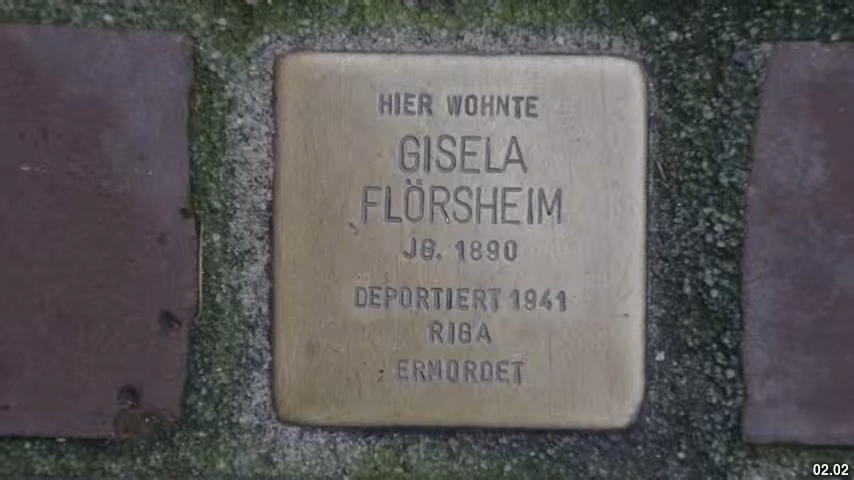 HIER WOHNTE
GISELA
FLÖRSHEIM
JG. 1890
DEPORTIERT 1941
RIGA
ERMORDET
02.02